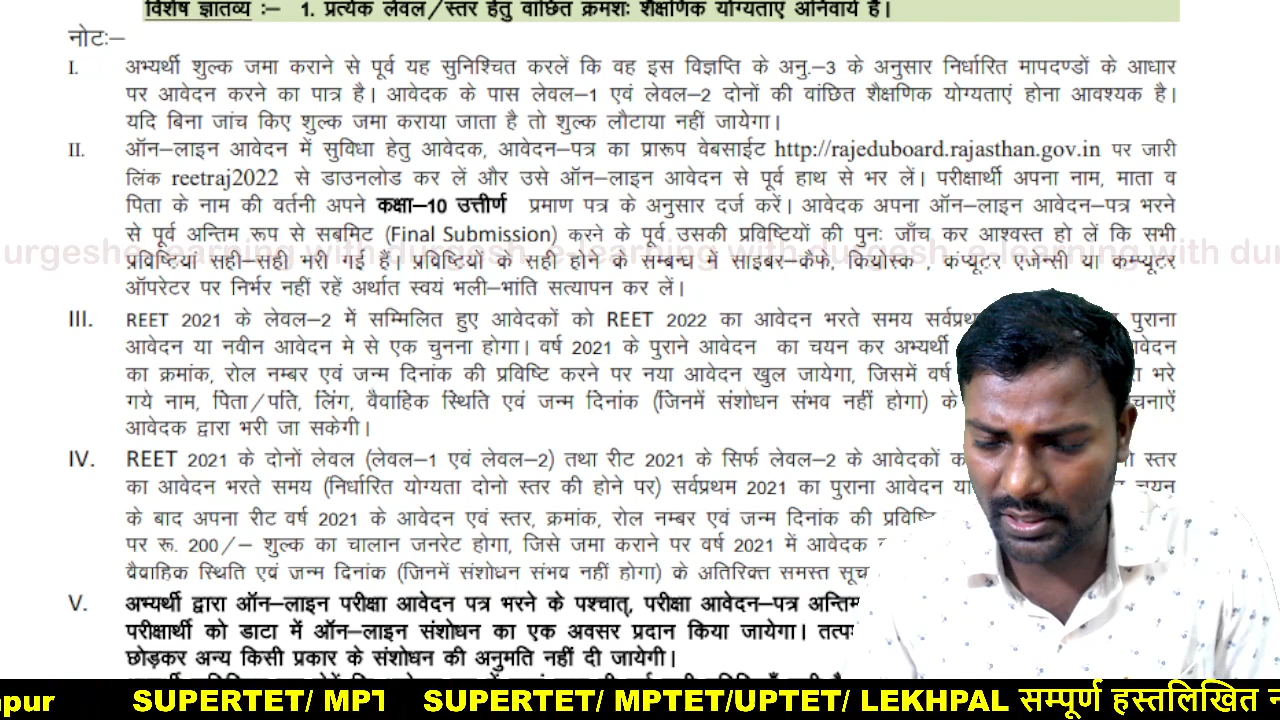 विशेष ज्ञातव्य :– 1. प्रत्येक लेवल/स्तर हेतु वांछित क्रमशः शैक्षणिक योग्यताएं अनिवार्य हैं।
नोटः–
I. अभ्यर्थी शुल्क जमा कराने से पूर्व यह सुनिश्चित करलें कि वह इस विज्ञप्ति के अनु.–3 के अनुसार निर्धारित मापदण्डों के आधार
पर आवेदन करने का पात्र है। आवेदक के पास लेवल–1 एवं लेवल–2 दोनों की वांछित शैक्षणिक योग्यताएं होना आवश्यक है।
यदि बिना जांच किए शुल्क जमा कराया जाता है तो शुल्क लौटाया नहीं जायेगा।
II. ऑन–लाइन आवेदन में सुविधा हेतु आवेदक, आवेदन–पत्र का प्रारूप वेबसाईट http://rajeduboard.rajasthan.gov.in पर जारी
लिंक reetraj2022 से डाउनलोड कर लें और उसे ऑन–लाइन आवेदन से पूर्व हाथ से भर लें। परीक्षार्थी अपना नाम, माता व
पिता के नाम की वर्तनी अपने कक्षा–10 उत्तीर्ण प्रमाण पत्र के अनुसार दर्ज करें। आवेदक अपना ऑन–लाइन आवेदन–पत्र भरने
से पूर्व अन्तिम रूप से सबमिट (Final Submission) करने के पूर्व उसकी प्रविष्टियों की पुनः जाँच कर आश्वस्त हो लें कि सभी
urgesh e-learning with durgesh e-learning with durgesh e-learning with dur
प्रविष्टियां सही–सही भरी गई हैं। प्रविष्टियों के सही होने के सम्बन्ध में साइबर–कैफे, कियोस्क , कंप्यूटर एजेन्सी या कम्प्यूटर
ऑपरेटर पर निर्भर नहीं रहें अर्थात स्वयं भली–भांति सत्यापन कर लें।
III. REET 2021 के लेवल–2 में सम्मिलित हुए आवेदकों को REET 2022 का आवेदन भरते समय पुराना
आवेदन या नवीन आवेदन मे से एक चुनना होगा। वर्ष 2021 के पुराने आवेदन का चयन कर अभ्यर्थी
का क्रमांक, रोल नम्बर एवं जन्म दिनांक की प्रविष्टि करने पर नया आवेदन खुल जायेगा, जिसमें वर्ष भरे
गये नाम, पिता/पति, लिंग, वैवाहिक स्थिति एवं जन्म दिनांक (जिनमें संशोधन संभव नहीं होगा) के
आवेदक द्वारा भरी जा सकेगी।
IV. REET 2021 के दोनों लेवल (लेवल–1 एवं लेवल–2) तथा रीट 2021 के सिर्फ लेवल–2 के आवेदकों स्तर
का आवेदन भरते समय (निर्धारित योग्यता दोनो स्तर की होने पर) सर्वप्रथम 2021 का पुराना आवेदन चयन
के बाद अपना रीट वर्ष 2021 के आवेदन एवं स्तर, क्रमांक, रोल नम्बर एवं जन्म दिनांक की
पर रू. 200/– शुल्क का चालान जनरेट होगा, जिसे जमा कराने पर वर्ष 2021 में आवेदक
वैवाहिक स्थिति एवं जन्म दिनांक (जिनमें संशोधन संभव नहीं होगा) के अतिरिक्त समस्त
V. अभ्यर्थी द्वारा ऑन–लाइन परीक्षा आवेदन पत्र भरने के पश्चात्, परीक्षा आवेदन–पत्र
परीक्षार्थी को डाटा में ऑन–लाइन संशोधन का एक अवसर प्रदान किया जायेगा।
छोड़कर अन्य किसी प्रकार के संशोधन की अनुमति नहीं दी जायेगी।
SUPERTET/ SUPERTET/ MPTET/UPTET/ LEKHPAL सम्पूर्ण हस्तलिखित